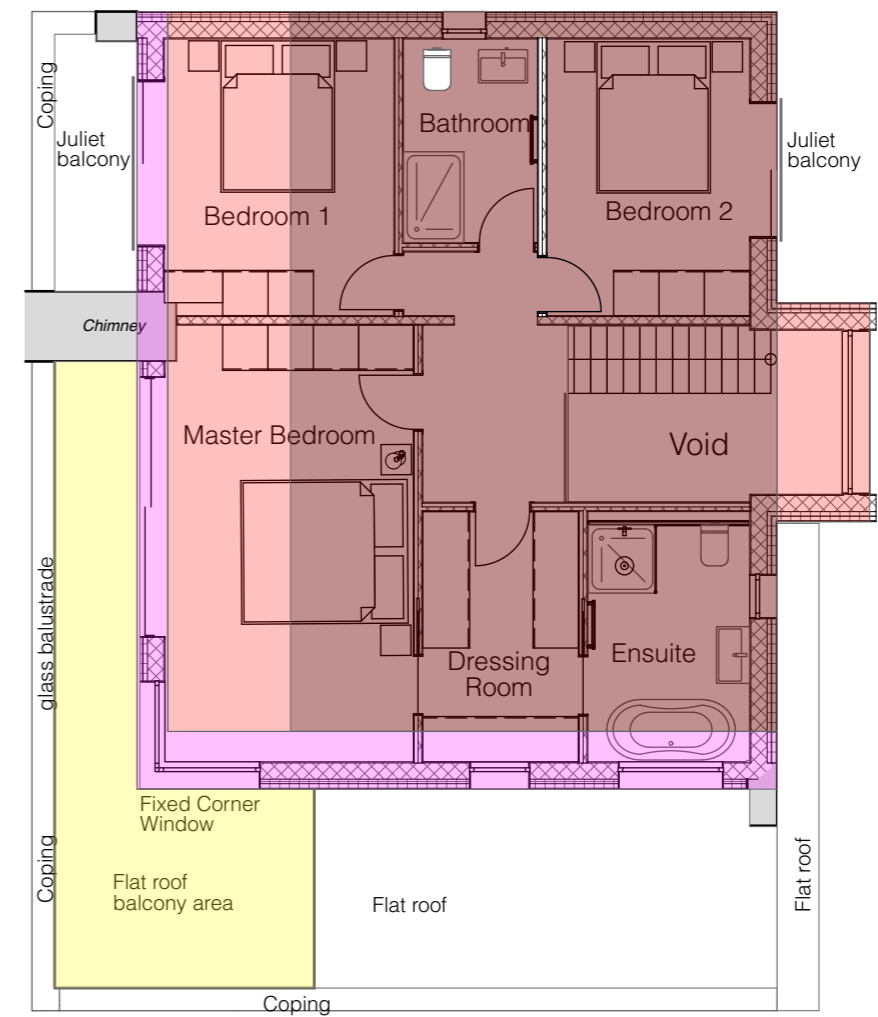 Coping
Juliet
balcony
Bedroom 1
Bathroom
Bedroom 2
Juliet
balcony
Chimney
Master Bedroom
Void
glass balustrade
Dressing
Room
Ensuite
Fixed Corner
Window
Coping
Flat roof
balcony area
Flat roof
Flat roof
Coping